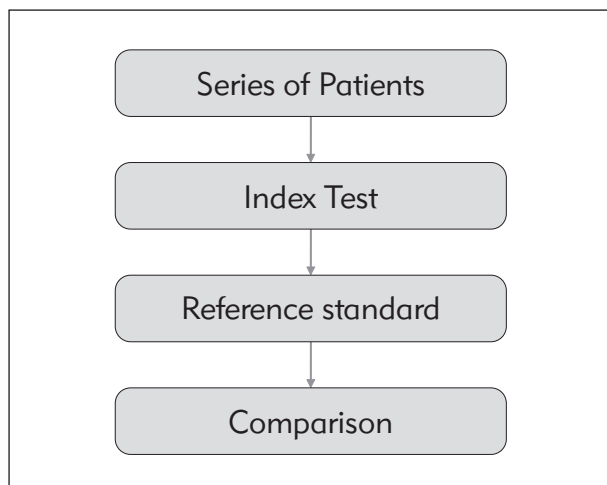 Series of Patients
Index Test
Reference standard
Comparison